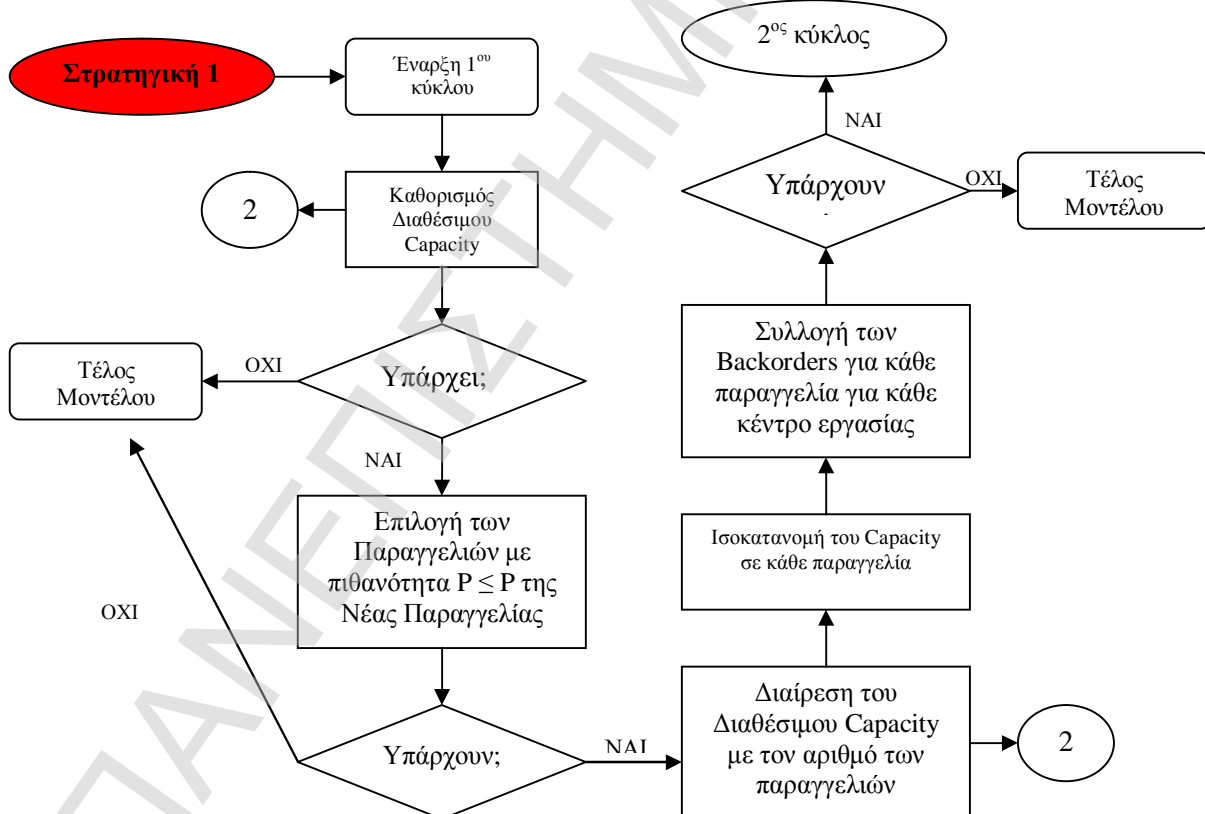 Στρατηγική 1
Έναρξη 1ου
κύκλου
2
Καθορισμός
Διαθέσιμου
Capacity
Υπάρχει;
ΟΧΙ
Τέλος
Μοντέλου
ΝΑΙ
Επιλογή των
Παραγγελιών με
πιθανότητα P ≤ P της
Νέας Παραγγελίας
ΟΧΙ
Υπάρχουν;
ΝΑΙ
Διαίρεση του
Διαθέσιμου Capacity
με τον αριθμό των
παραγγελιών
2
Ισοκατανομή του Capacity
σε κάθε παραγγελία
Συλλογή των
Backorders για κάθε
παραγγελία για κάθε
κέντρο εργασίας
Υπάρχουν
ΟΧΙ
Τέλος
Μοντέλου
ΝΑΙ
2ος κύκλος
ΠΑΝΕΠΙΣΤΗΜ